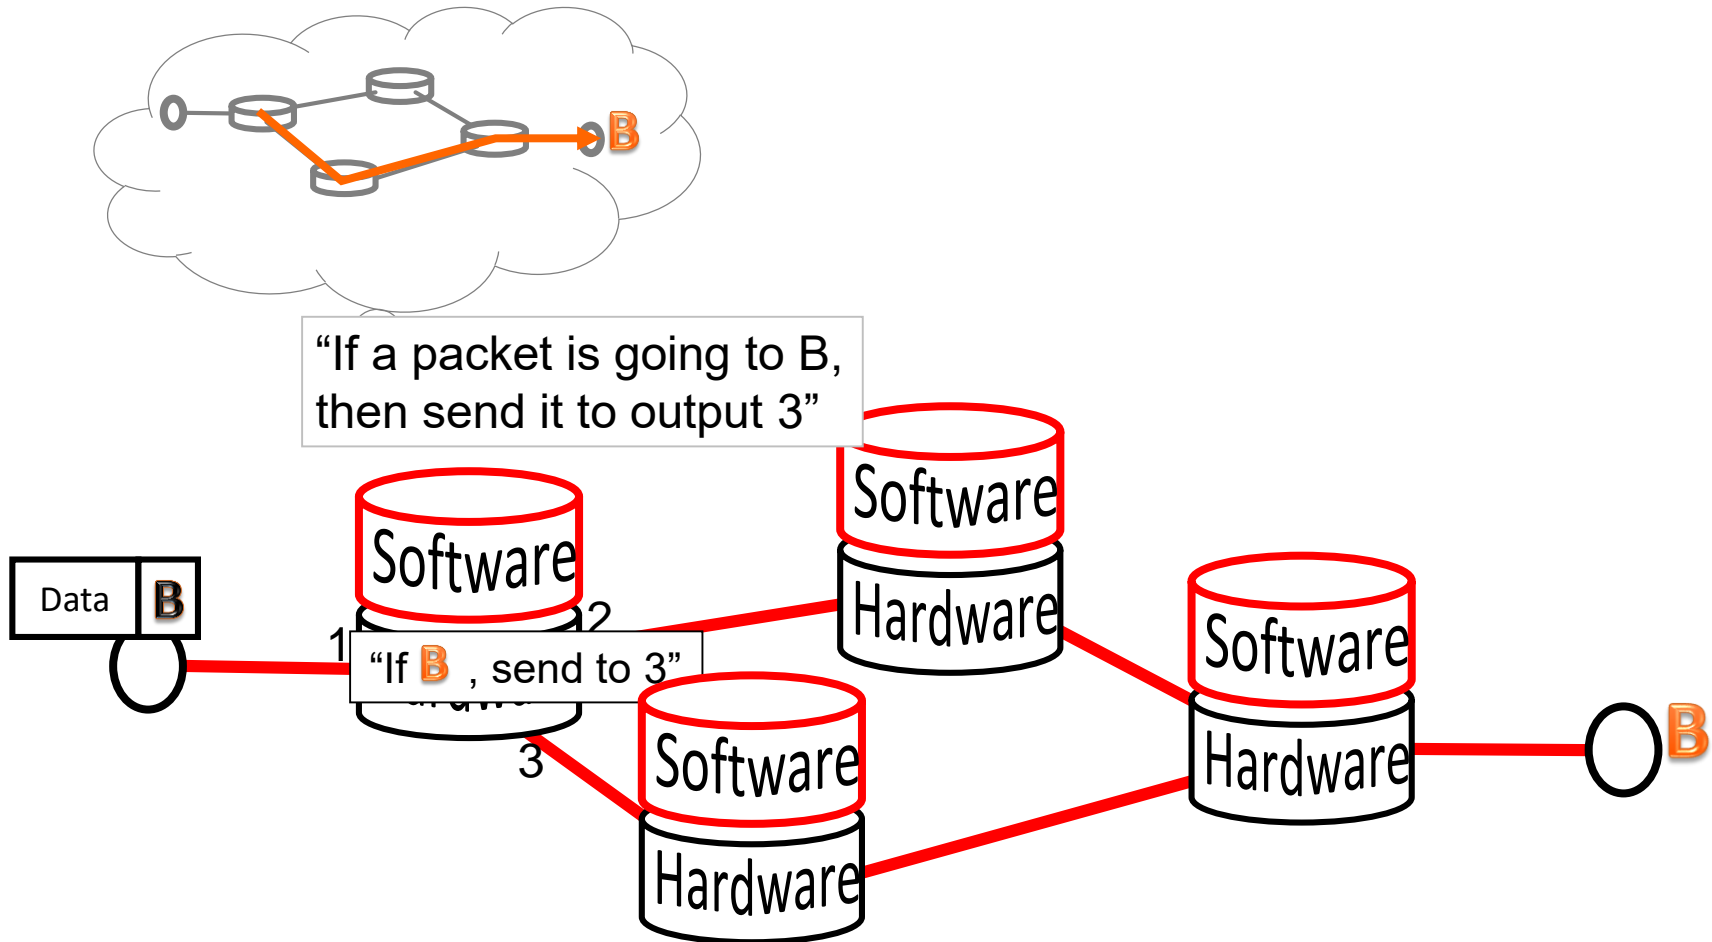 B
“If a packet is going to B,
then send it to output 3”
Software
Hardware
Software
Data B
1
2
“If B , send to 3”
3
Software
Hardware
Software
Hardware
B